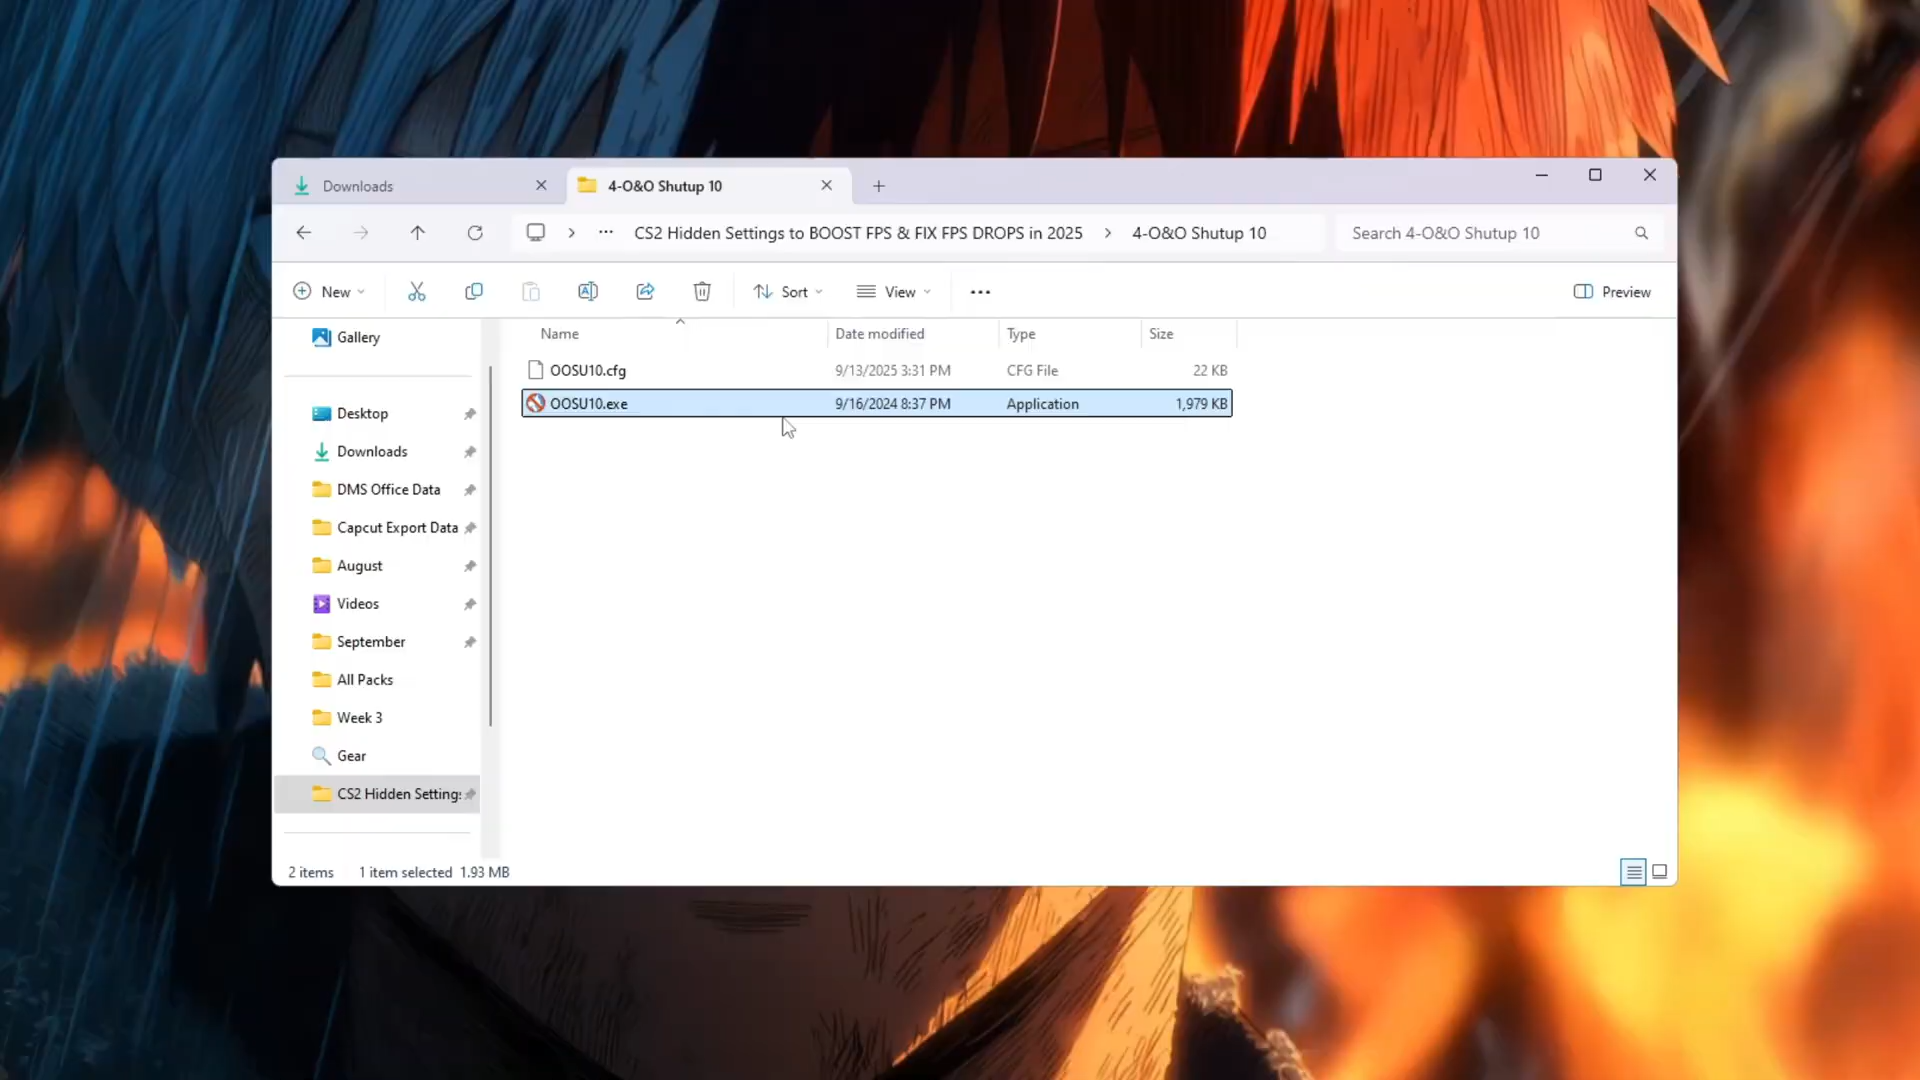 Downloads
4-O&O Shutup 10
CS2 Hidden Settings to BOOST FPS & FIX FPS DROPS in 2025
4-O&O Shutup 10
Search 4-O&O Shutup 10
New
Sort
View
Preview
Name Date modified Type Size
OOSU10.cfg 9/13/2025 3:31 PM CFG File 22 KB
OOSU10.exe 9/16/2024 8:37 PM Application 1,979 KB
Gallery
Desktop
Downloads
DMS Office Data
Capcut Export Data
August
Videos
September
All Packs
Week 3
Gear
CS2 Hidden Setting
2 items 1 item selected 1.93 MB